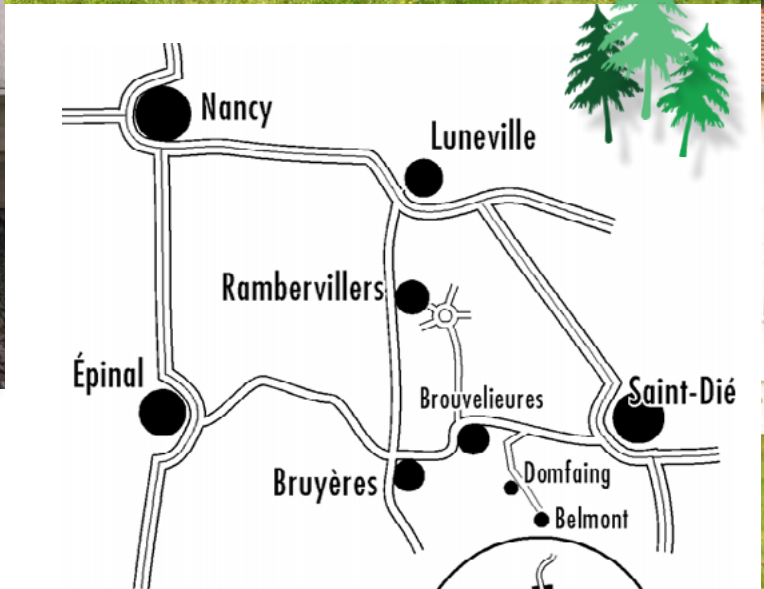 Nancy
Luneville
Rambervillers
Épinal
Brouvelieures
Saint-Dié
Bruyères
Domfaing
Belmont